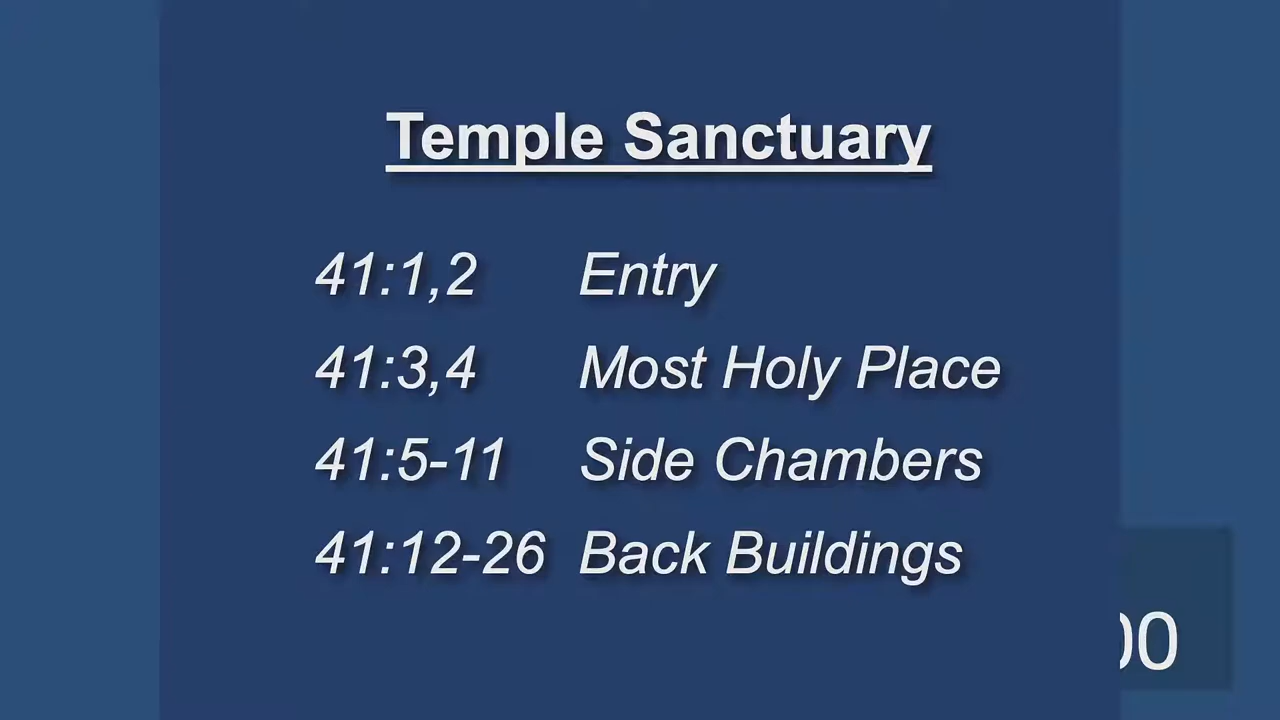 Temple Sanctuary
41:1,2 Entry
41:3,4 Most Holy Place
41:5-11 Side Chambers
41:12-26 Back Buildings